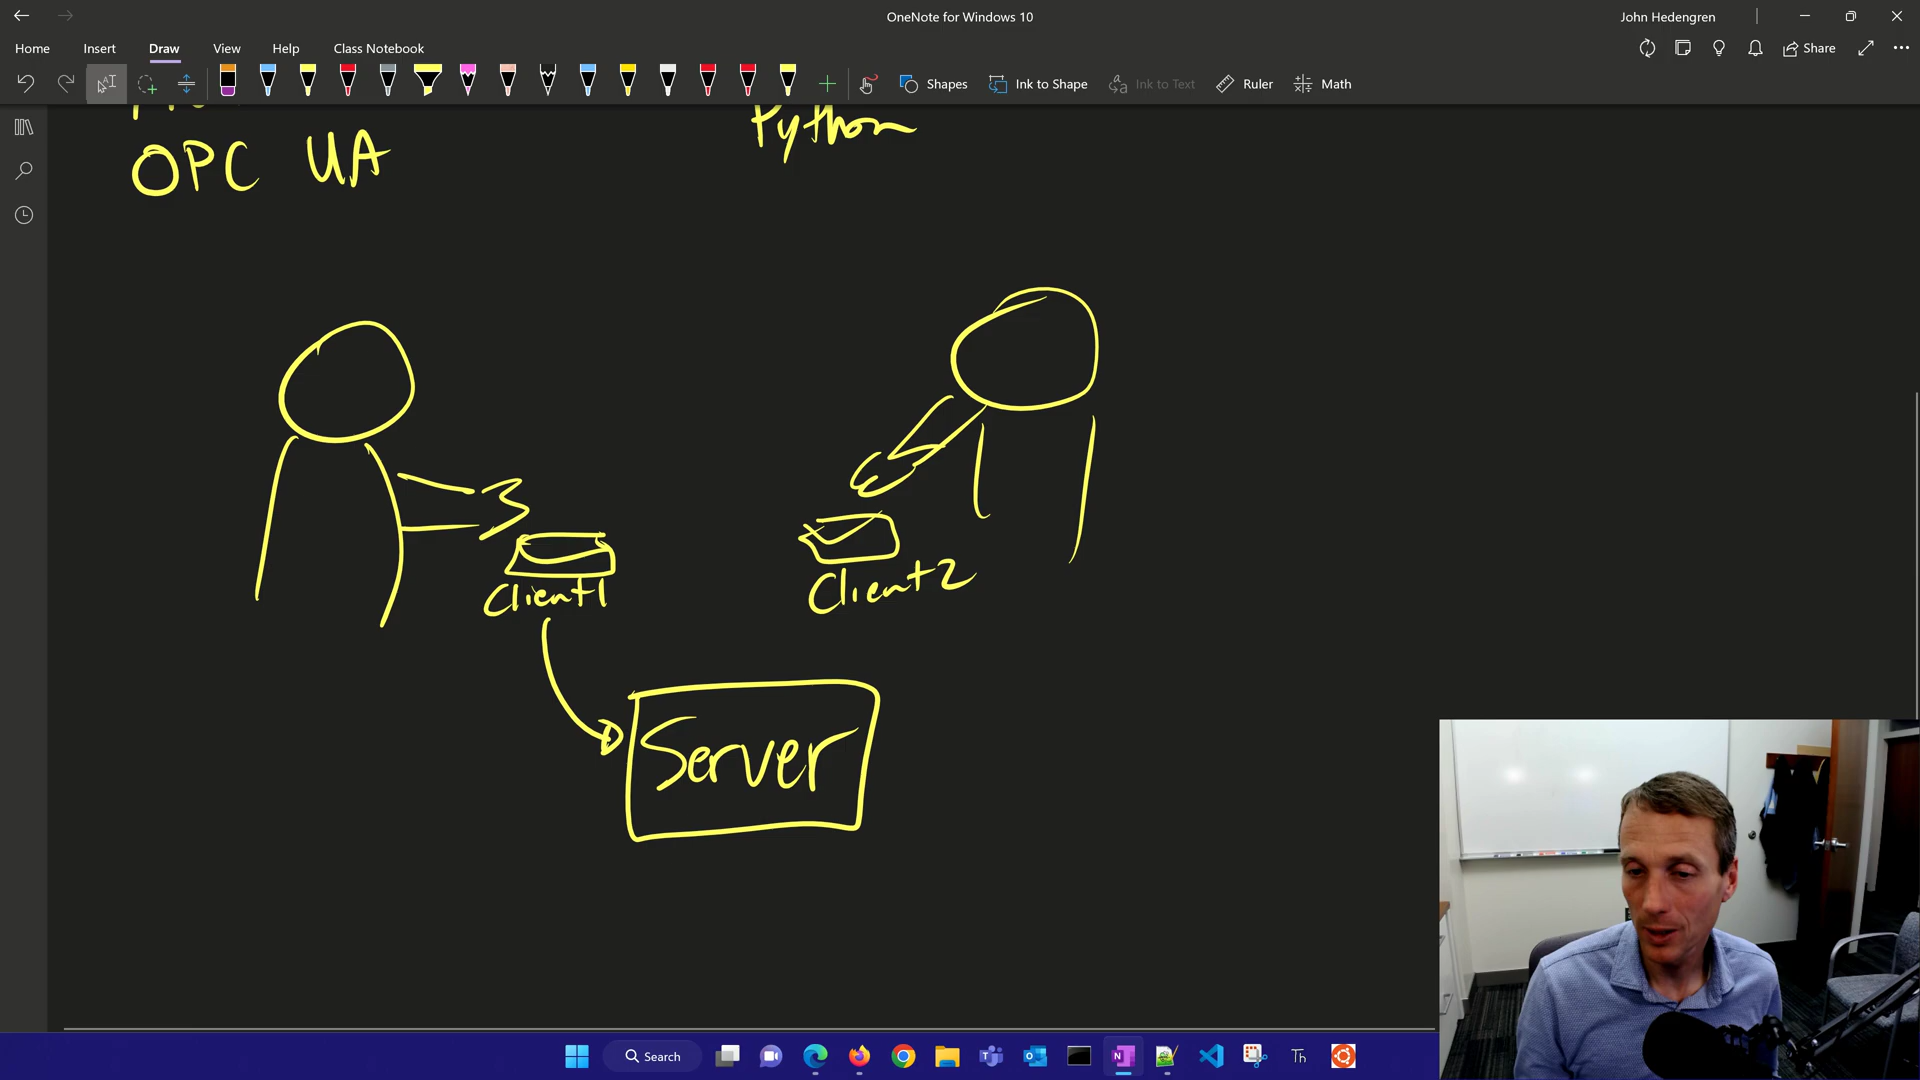 OneNote for Windows 10
John Hedengren
Home Insert Draw View Help Class Notebook
Share
Shapes Ink to Shape Ink to Text Ruler Math
Python
OPC UA
Client1
Client2
Server
Search
Th